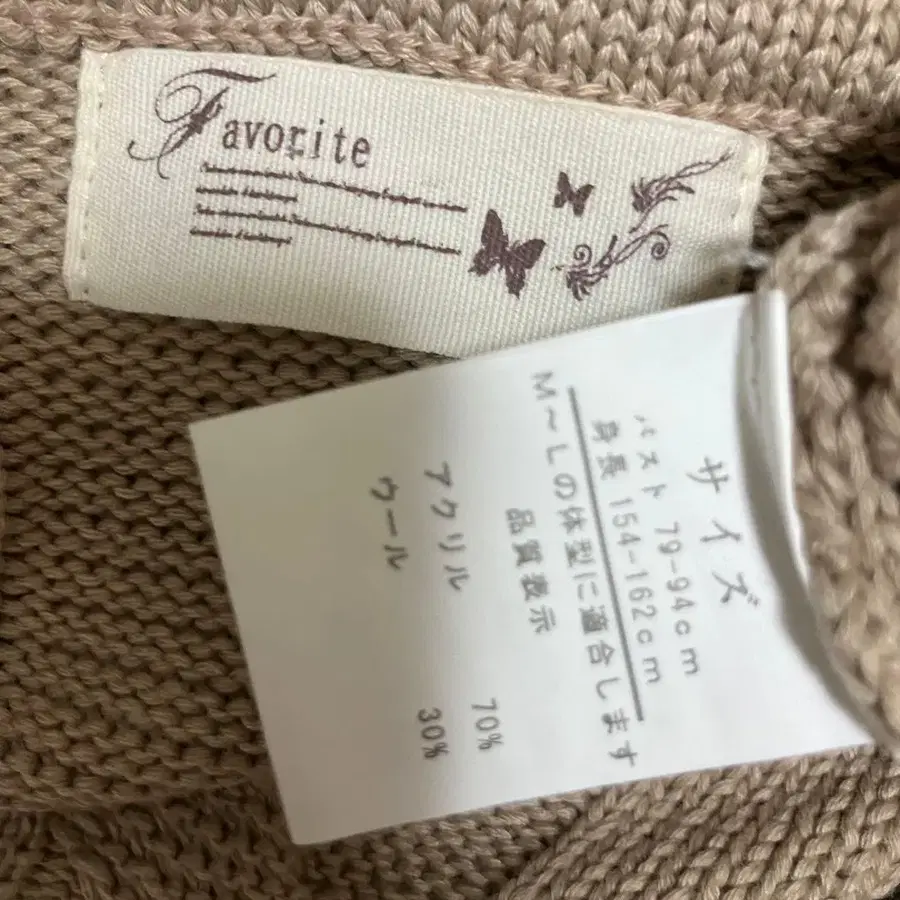 Favorite
サイズ
バスト 79-94cm
身長 154-162cm
M～Lの体型に適合します
品質表示
アクリル 70%
ウール 30%